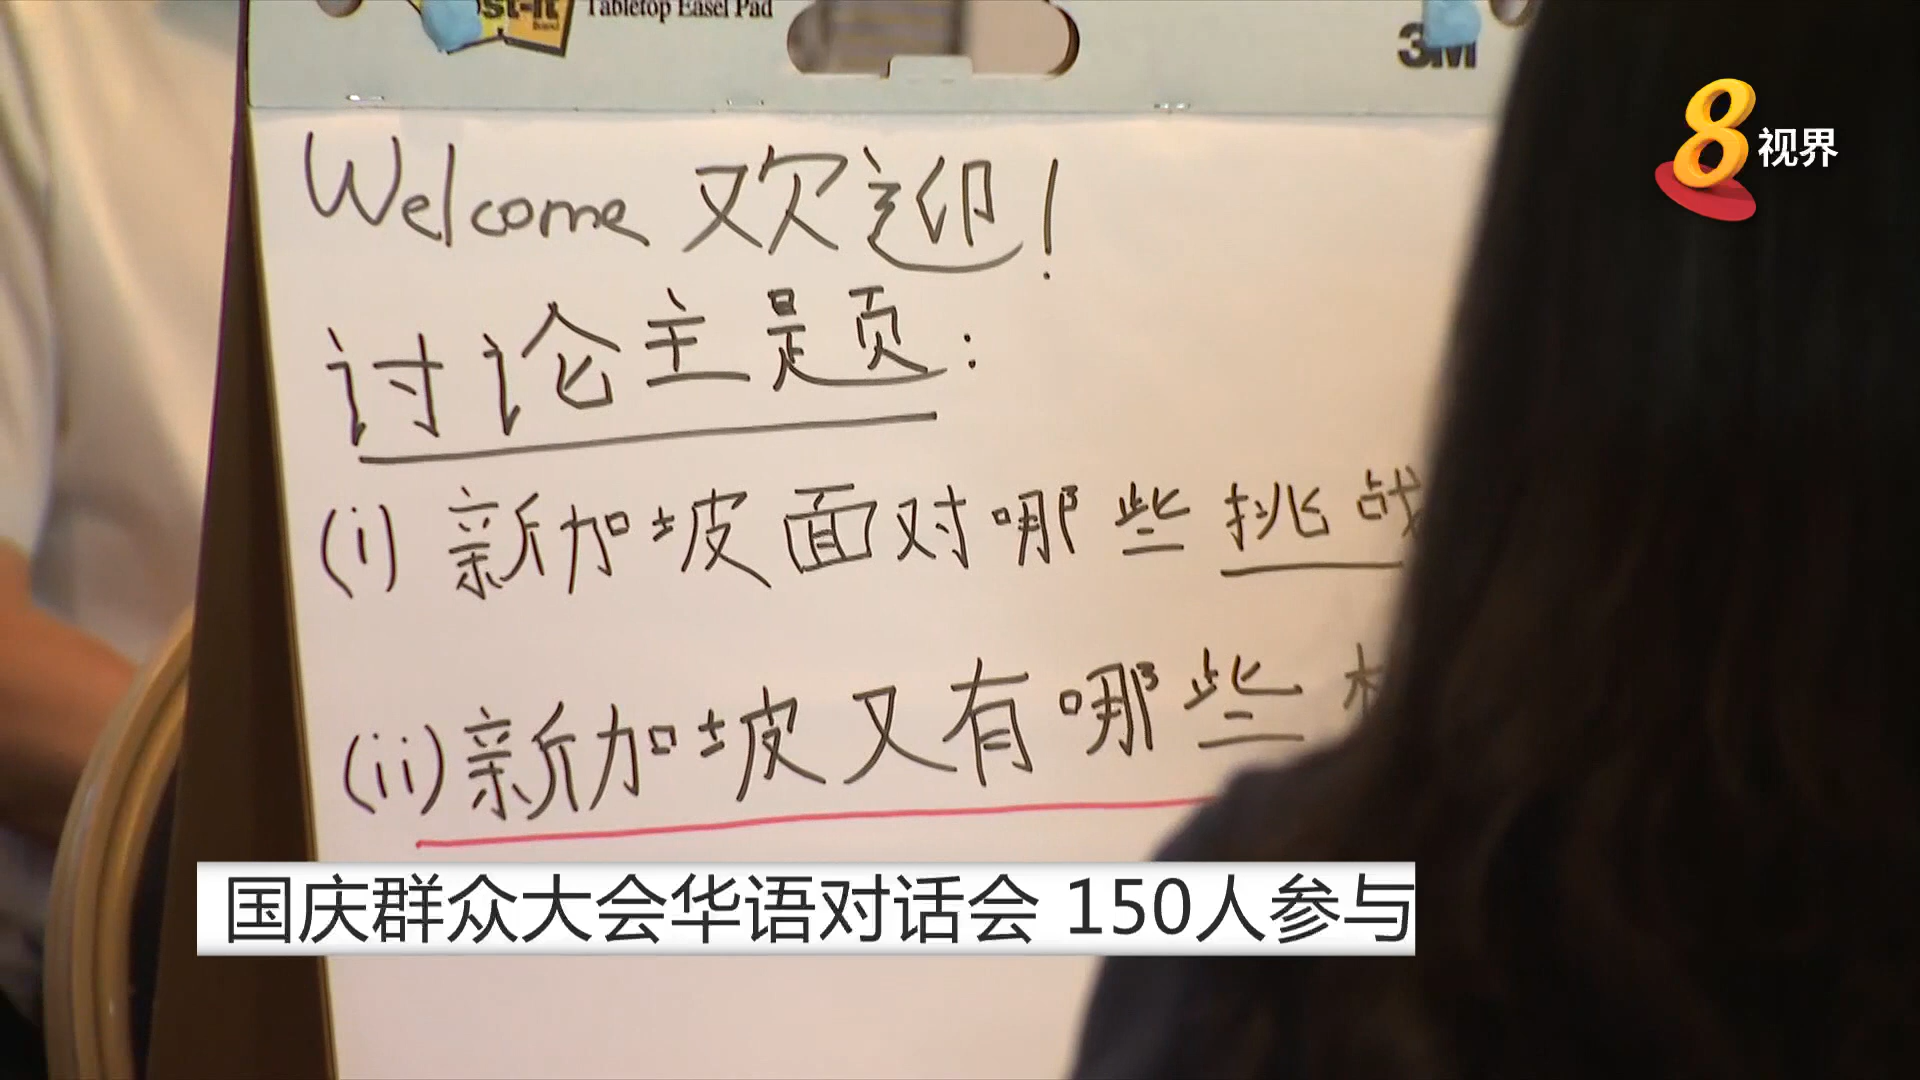 Tabletop Easel Pad
3M
8视界
Welcome 欢迎!
讨论主题:
(i) 新加坡面对哪些挑战
(ii) 新加坡又有哪些
国庆群众大会华语对话会 150人参与